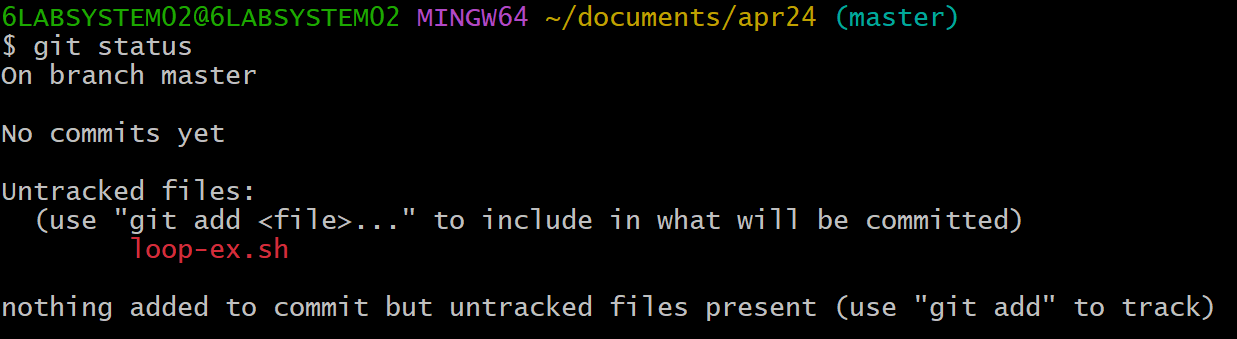 6LABSYSTEM02@6LABSYSTEM02 MINGW64 ~/documents/apr24 (master)
$ git status
On branch master
No commits yet
Untracked files:
(use "git add <file>..." to include in what will be committed)
loop-ex.sh
nothing added to commit but untracked files present (use "git add" to track)